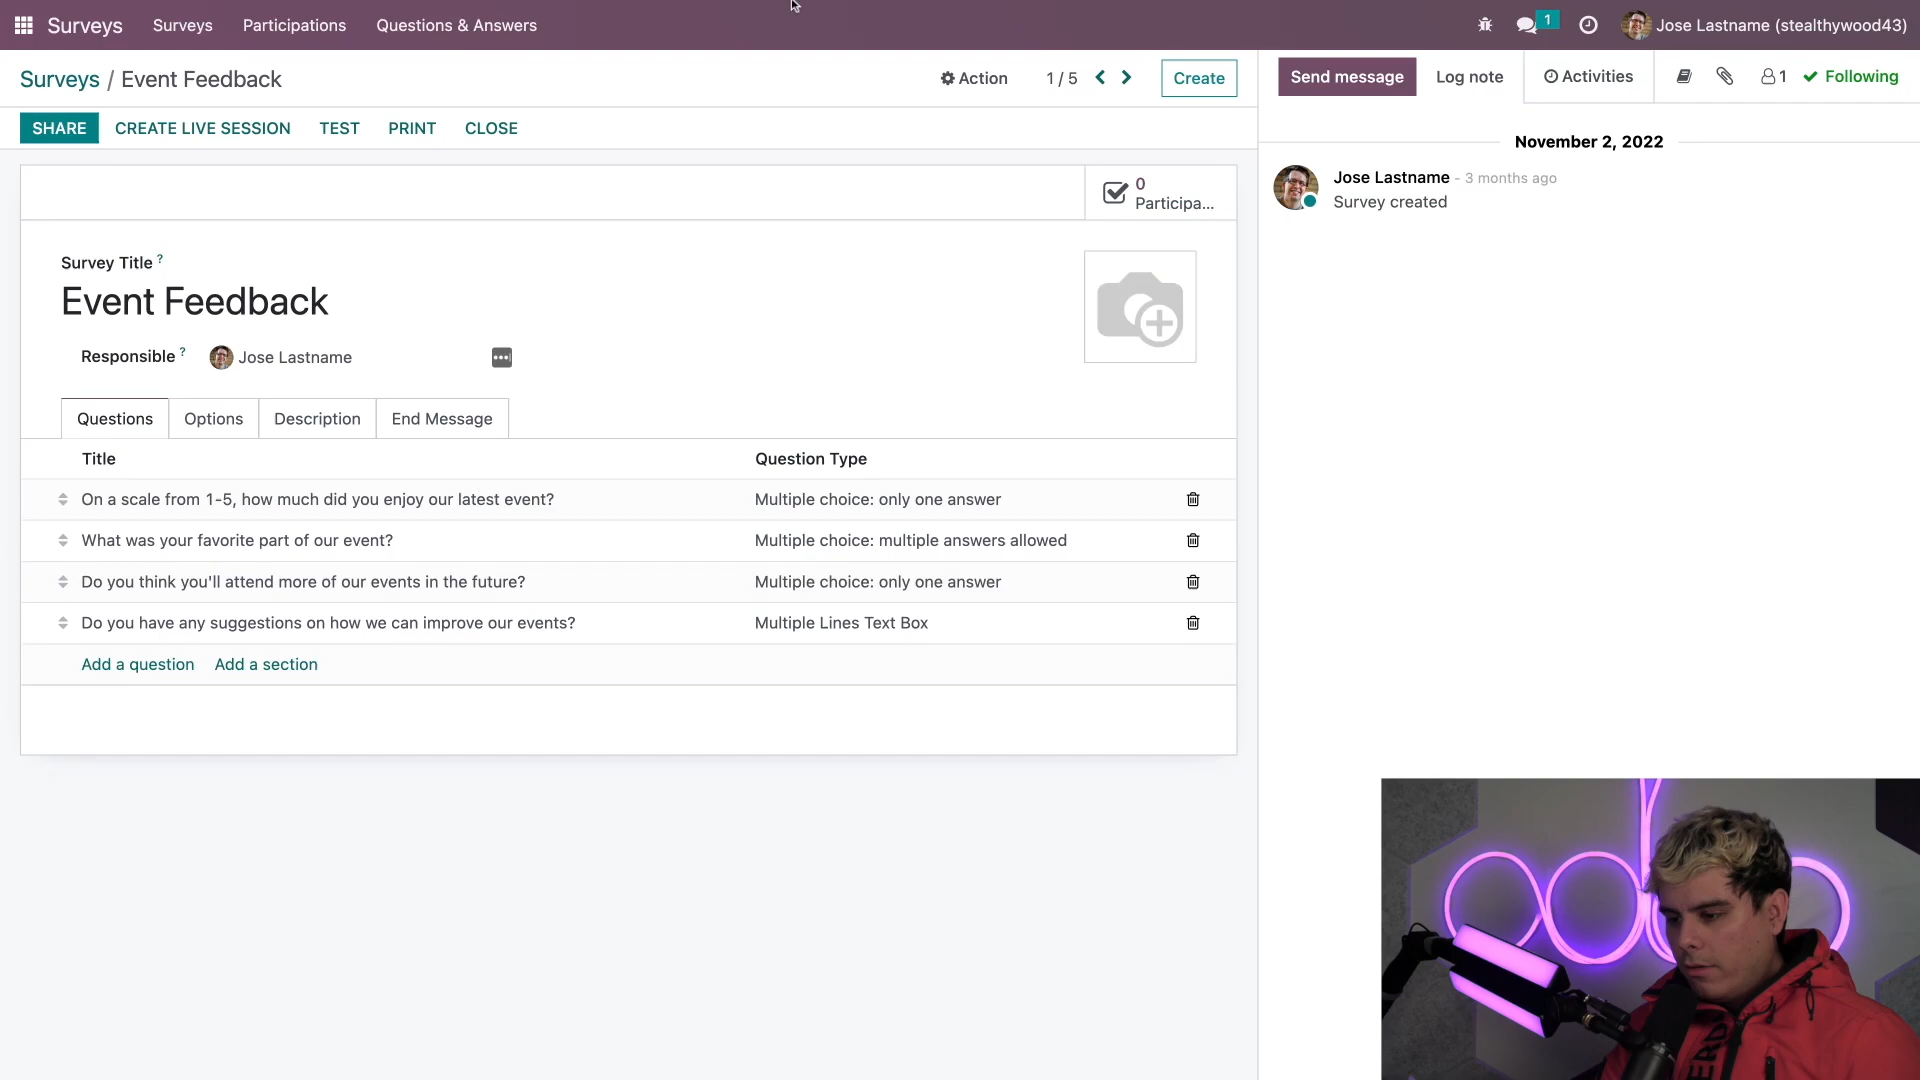 Surveys Surveys Participations Questions & Answers 1 Jose Lastname (stealthywood43)
Surveys / Event Feedback Action 1 / 5 Create
Send message Log note Activities 1 Following
SHARE CREATE LIVE SESSION TEST PRINT CLOSE
November 2, 2022
Jose Lastname - 3 months ago
Survey created
0
Participa...
Survey Title ?
Event Feedback
Responsible ? Jose Lastname
Questions Options Description End Message
Title Question Type
On a scale from 1-5, how much did you enjoy our latest event? Multiple choice: only one answer
What was your favorite part of our event? Multiple choice: multiple answers allowed
Do you think you'll attend more of our events in the future? Multiple choice: only one answer
Do you have any suggestions on how we can improve our events? Multiple Lines Text Box
Add a question Add a section